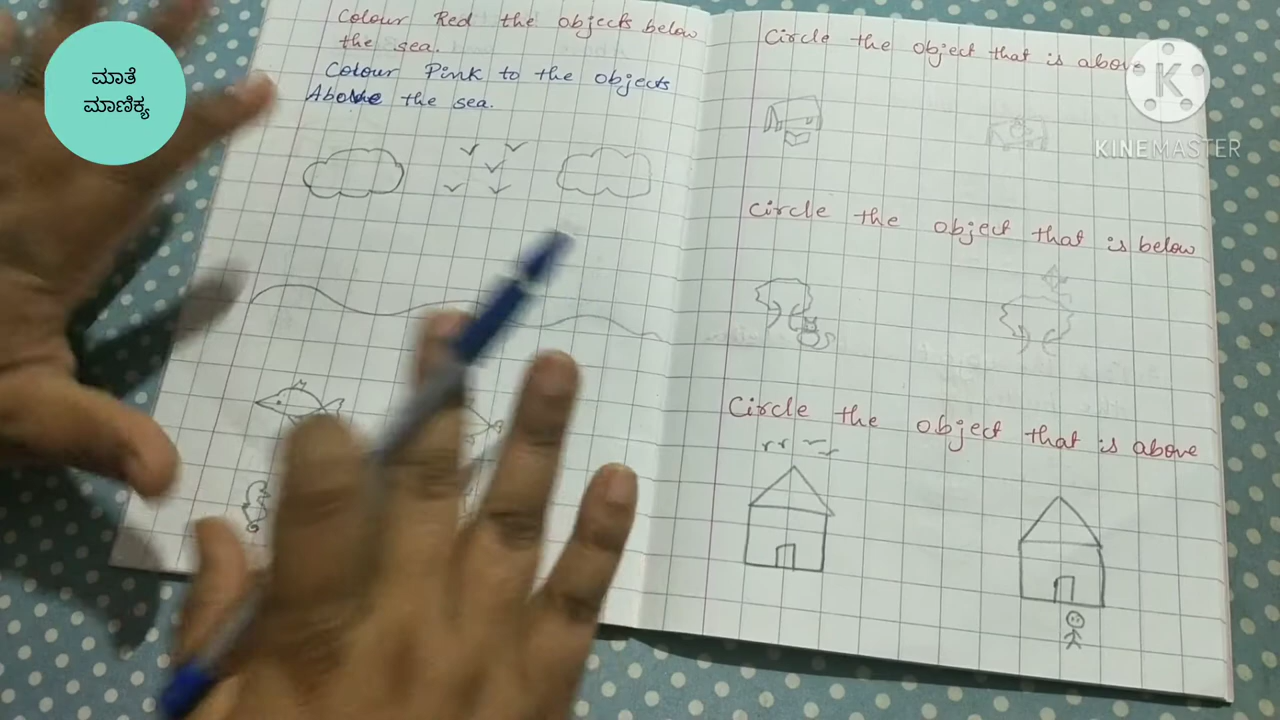 ಮಾತೆ
ಮಾಣಿಕ್ಯ
Colour Red the objects below
the sea.
Colour Pink to the objects
Above the sea.
Circle the object that is above
K
KINEMASTER
Circle the object that is below
Circle the object that is above